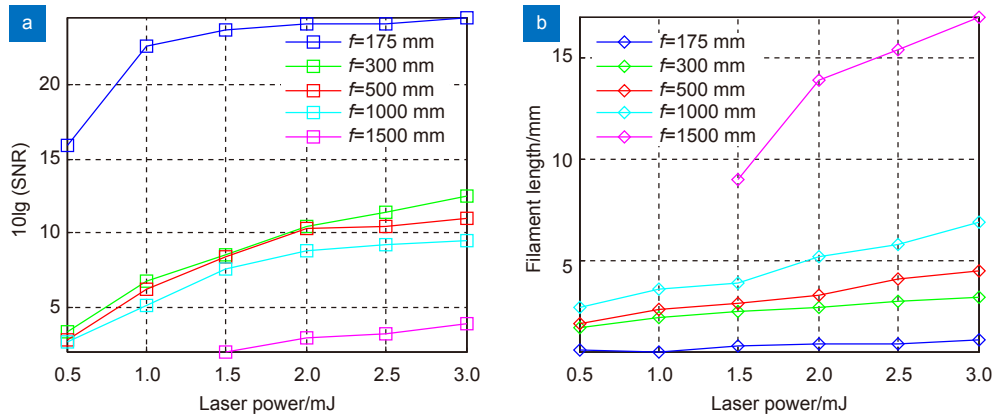 a
10lg (SNR)
20
15
10
5
f=175 mm
f=300 mm
f=500 mm
f=1000 mm
f=1500 mm
0.5 1.0 1.5 2.0 2.5 3.0
Laser power/mJ
b
Filament length/mm
15
10
5
f=175 mm
f=300 mm
f=500 mm
f=1000 mm
f=1500 mm
0.5 1.0 1.5 2.0 2.5 3.0
Laser power/mJ